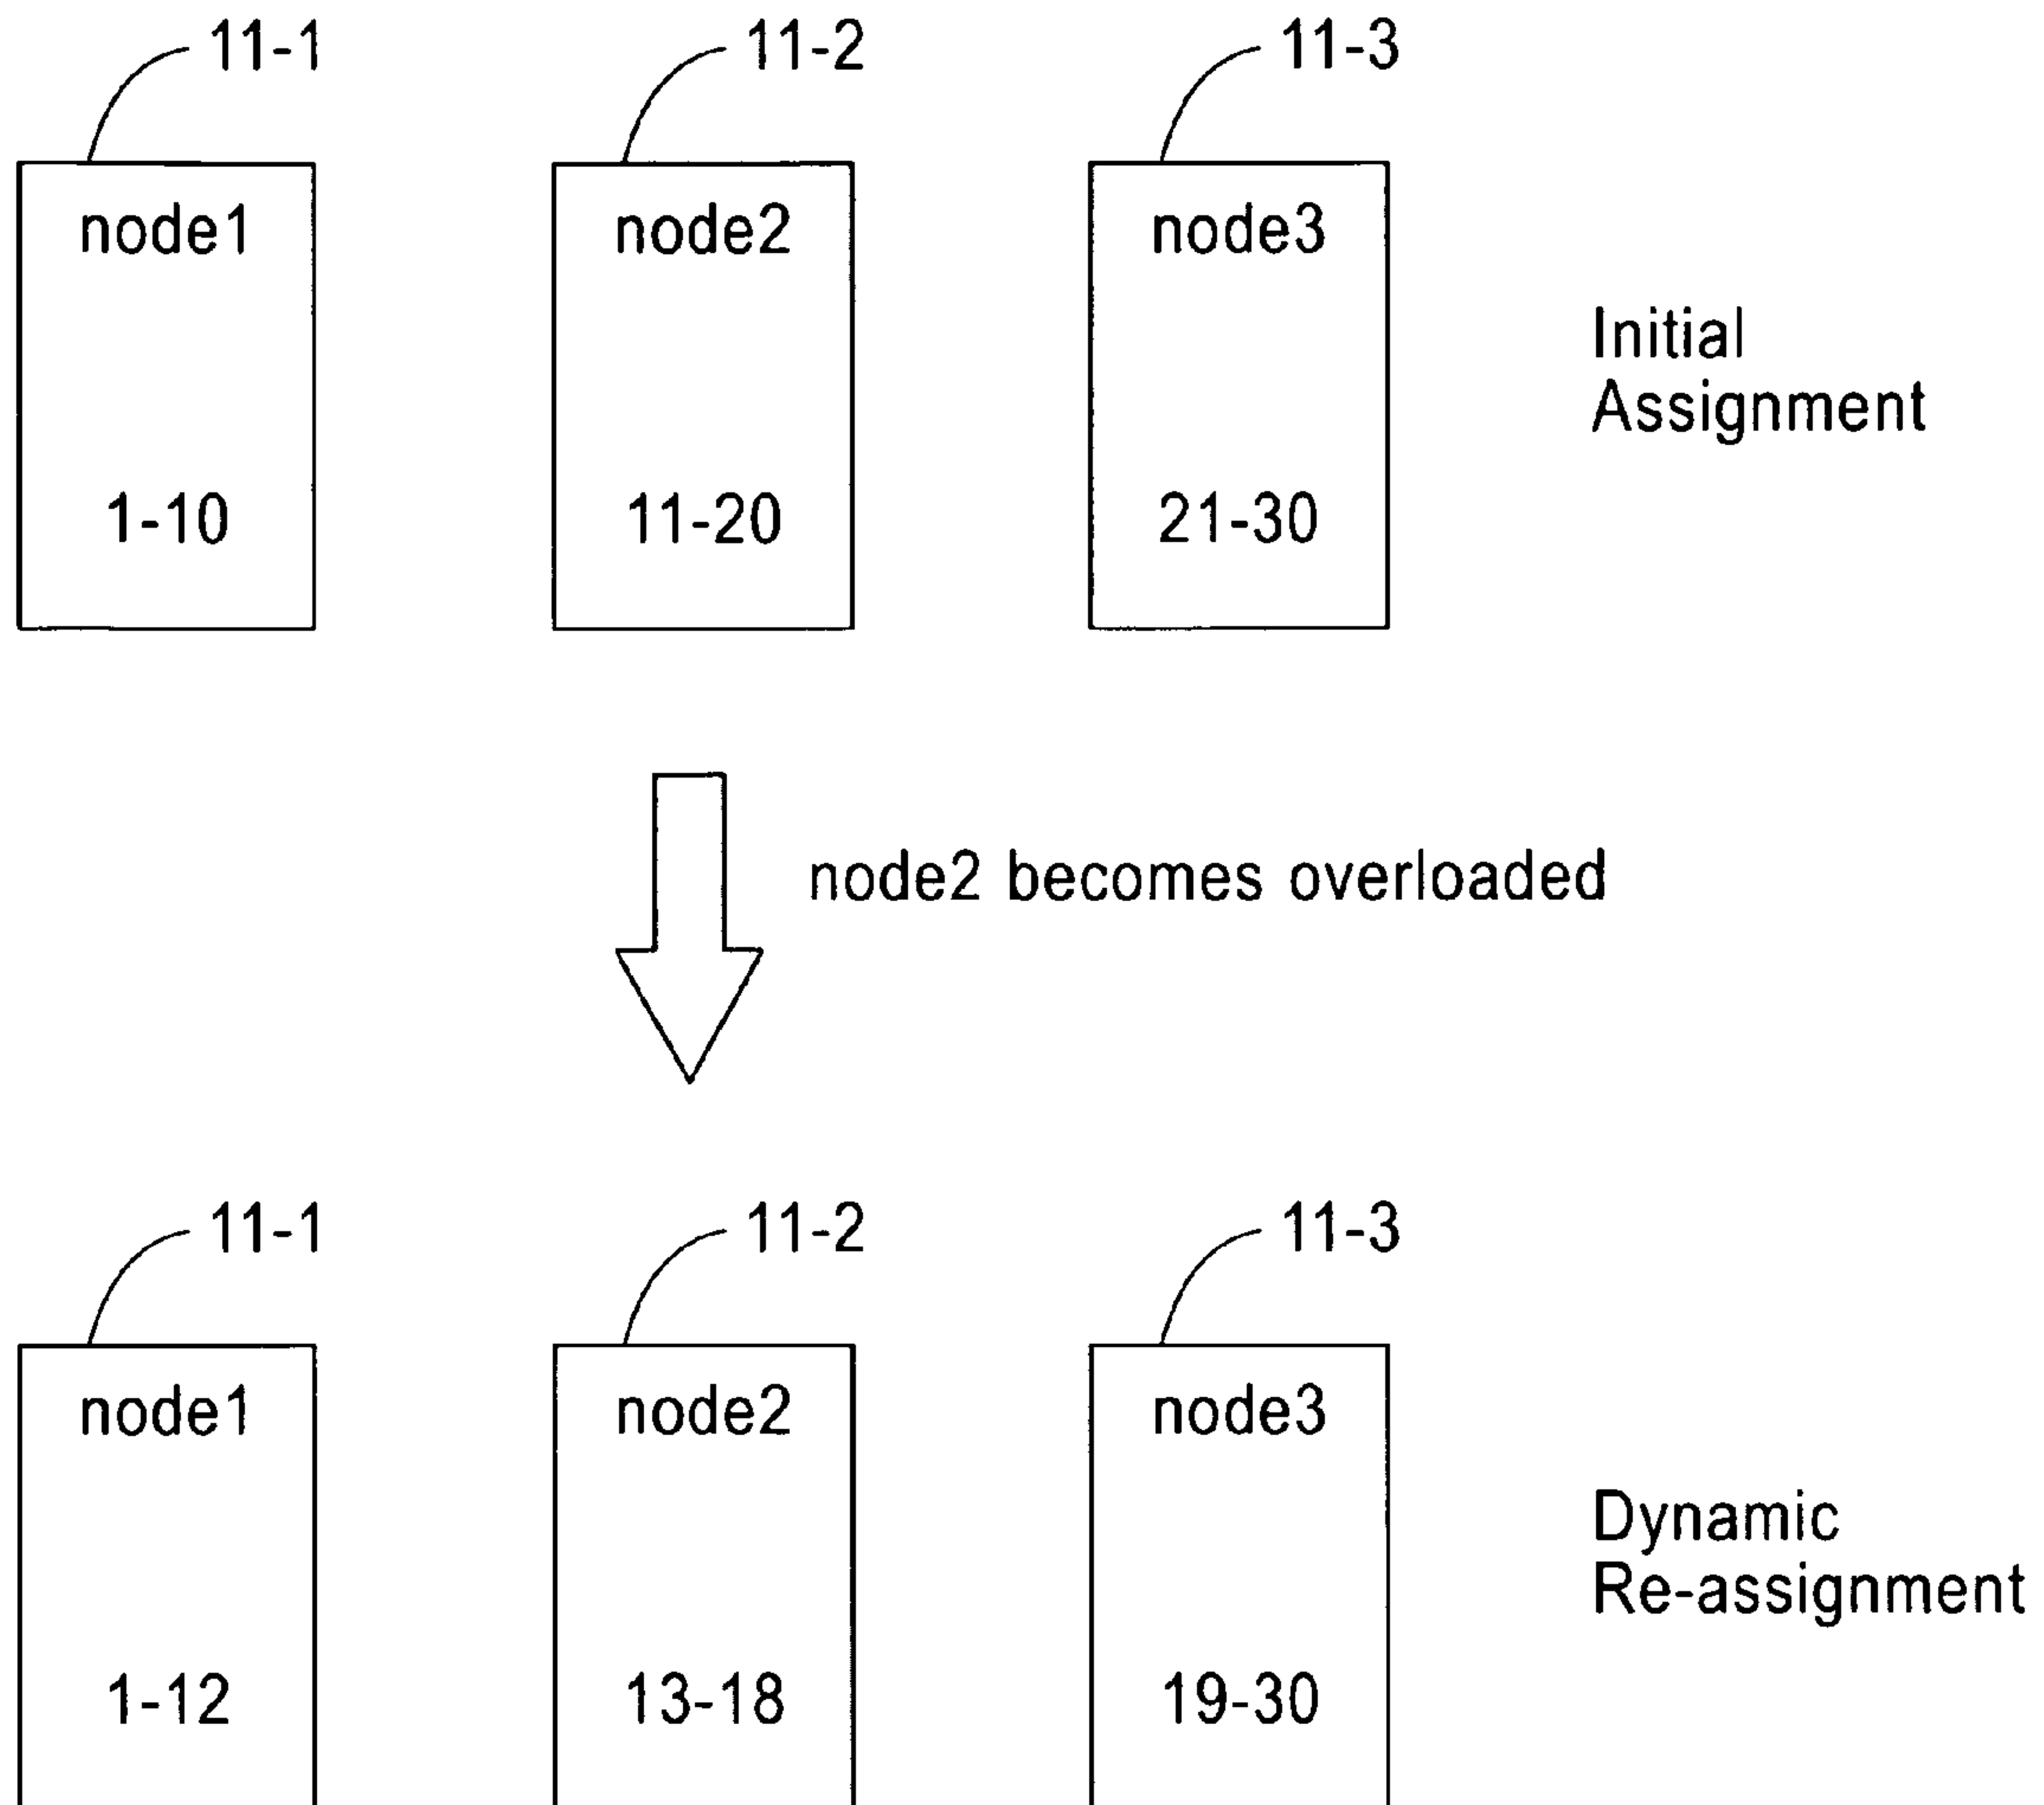 11-1
11-2
11-3
node1
node2
node3
Initial
Assignment
1-10
11-20
21-30
node2 becomes overloaded
11-1
11-2
11-3
node1
node2
node3
Dynamic
Re-assignment
1-12
13-18
19-30